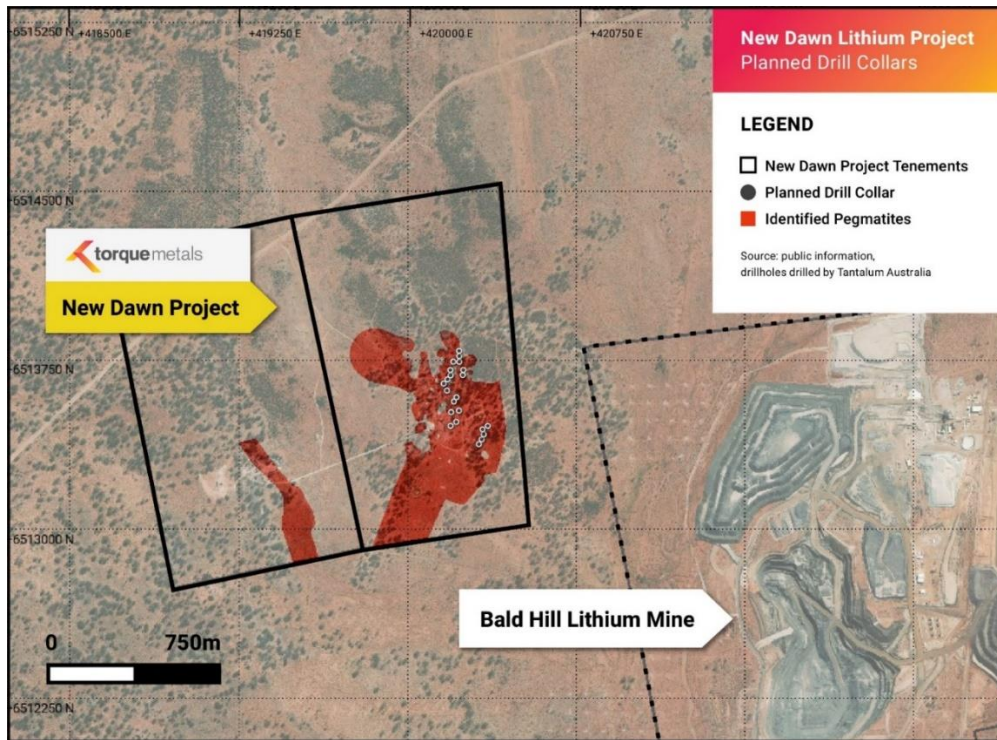 6515250 N
+418500 E
+419250 E
+420000 E
+420750 E
New Dawn Lithium Project
Planned Drill Collars
LEGEND
New Dawn Project Tenements
Planned Drill Collar
Identified Pegmatites
Source: public information,
drillholes drilled by Tantalum Australia
6514500 N
torquemetals
New Dawn Project
6513750 N
6513000 N
Bald Hill Lithium Mine
0 750m
6512250 N